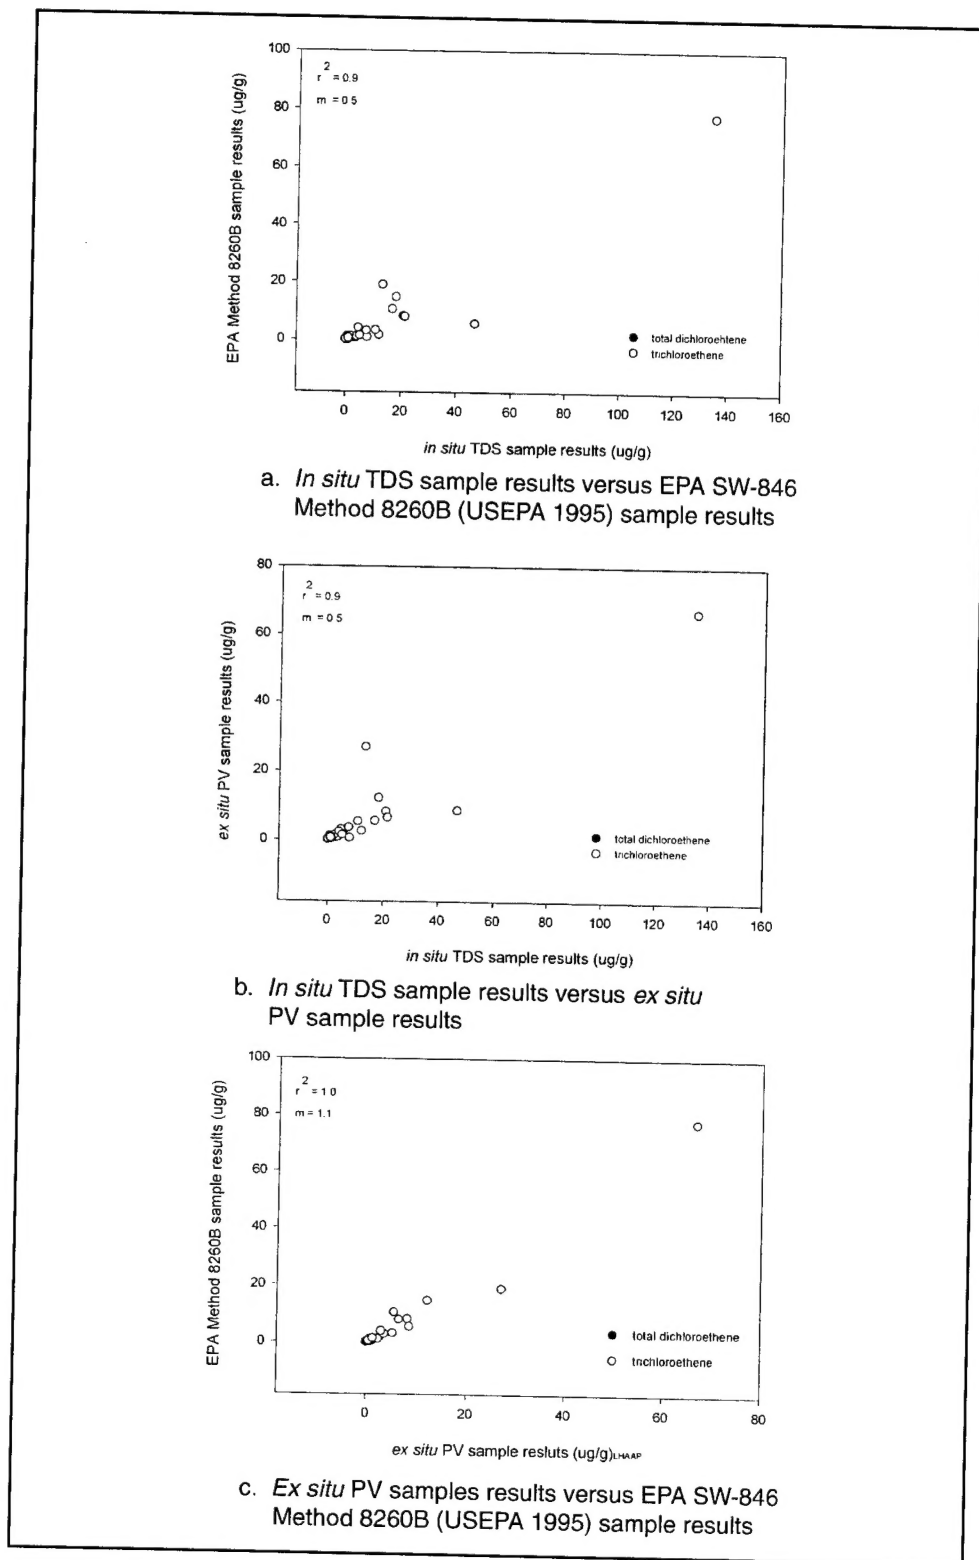 100
80
60
40
20
0
r2 = 0.9
m = 0 5
EPA Method 8260B sample results (ug/g)
total dichloroehtene
trichloroethene
0 20 40 60 80 100 120 140 160
in situ TDS sample results (ug/g)
a. In situ TDS sample results versus EPA SW-846
Method 8260B (USEPA 1995) sample results
80
60
40
20
0
r2 = 0.9
m = 0 5
ex situ PV sample results (ug/g)
total dichloroethene
trichloroethene
0 20 40 60 80 100 120 140 160
in situ TDS sample results (ug/g)
b. In situ TDS sample results versus ex situ
PV sample results
100
80
60
40
20
0
r2 = 1 0
m = 1.1
EPA Method 8260B sample results (ug/g)
total dichloroethene
trichloroethene
0 20 40 60 80
ex situ PV sample resluts (ug/g)LHAAP
c. Ex situ PV samples results versus EPA SW-846
Method 8260B (USEPA 1995) sample results